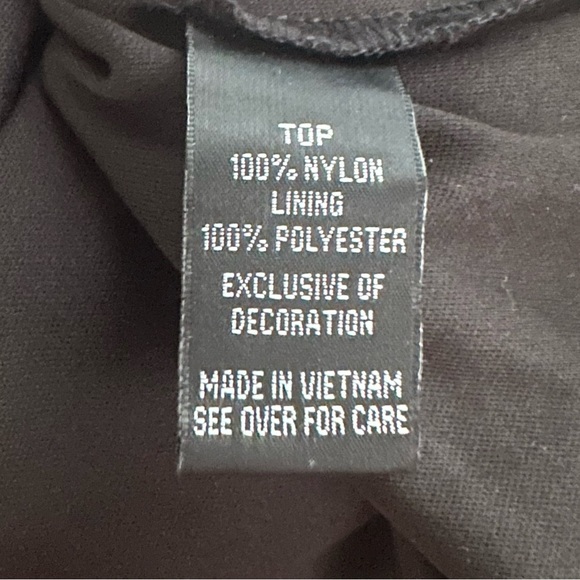 TOP
100% NYLON
LINING
100% POLYESTER
EXCLUSIVE OF
DECORATION
MADE IN VIETNAM
SEE OVER FOR CARE